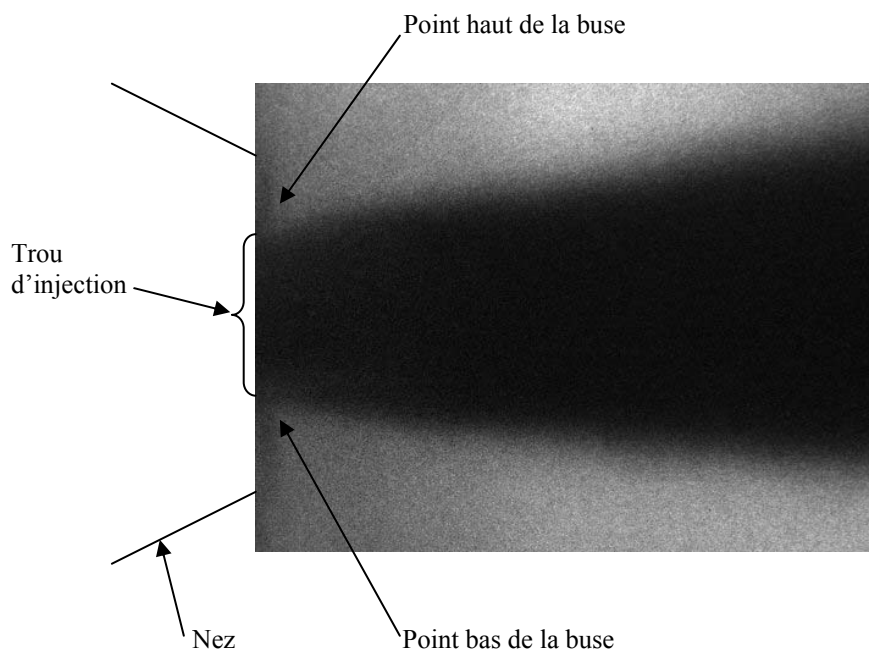 Point haut de la buse
Trou
d’injection
Nez
Point bas de la buse